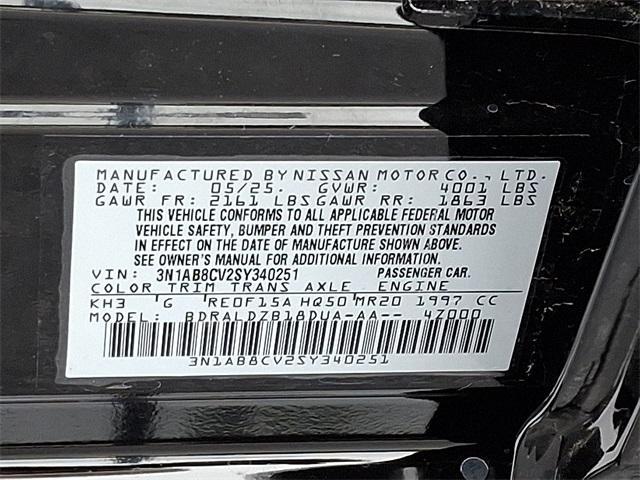 MANUFACTURED BY NISSAN MOTOR CO., LTD.
DATE: 05/25. GVWR: 4001 LBS
GAWR FR: 2161 LBS GAWR RR: 1863 LBS
THIS VEHICLE CONFORMS TO ALL APPLICABLE FEDERAL MOTOR
VEHICLE SAFETY, BUMPER AND THEFT PREVENTION STANDARDS
IN EFFECT ON THE DATE OF MANUFACTURE SHOWN ABOVE.
SEE OWNER'S MANUAL FOR ADDITIONAL INFORMATION.
VIN: 3N1AB8CV2SY340251 PASSENGER CAR.
COLOR TRIM TRANS AXLE ENGINE
KH3 G RE0F15A HQ50 MR20 1997 CC
MODEL: BDRALDZB18DUA-AA-- 4Z000
3N1AB8CV2SY340251